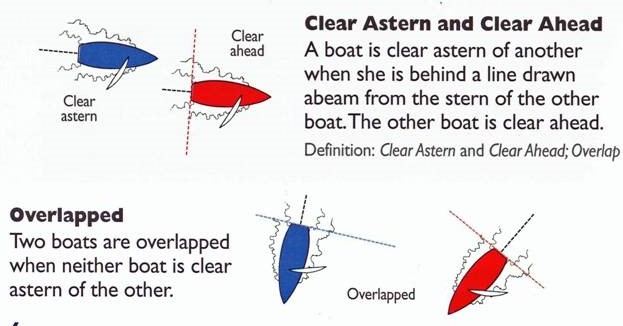 Clear
ahead
Clear
astern
Clear Astern and Clear Ahead
A boat is clear astern of another
when she is behind a line drawn
abeam from the stern of the other
boat. The other boat is clear ahead.
Definition: Clear Astern and Clear Ahead; Overlap
Overlapped
Two boats are overlapped
when neither boat is clear
astern of the other.
Overlapped